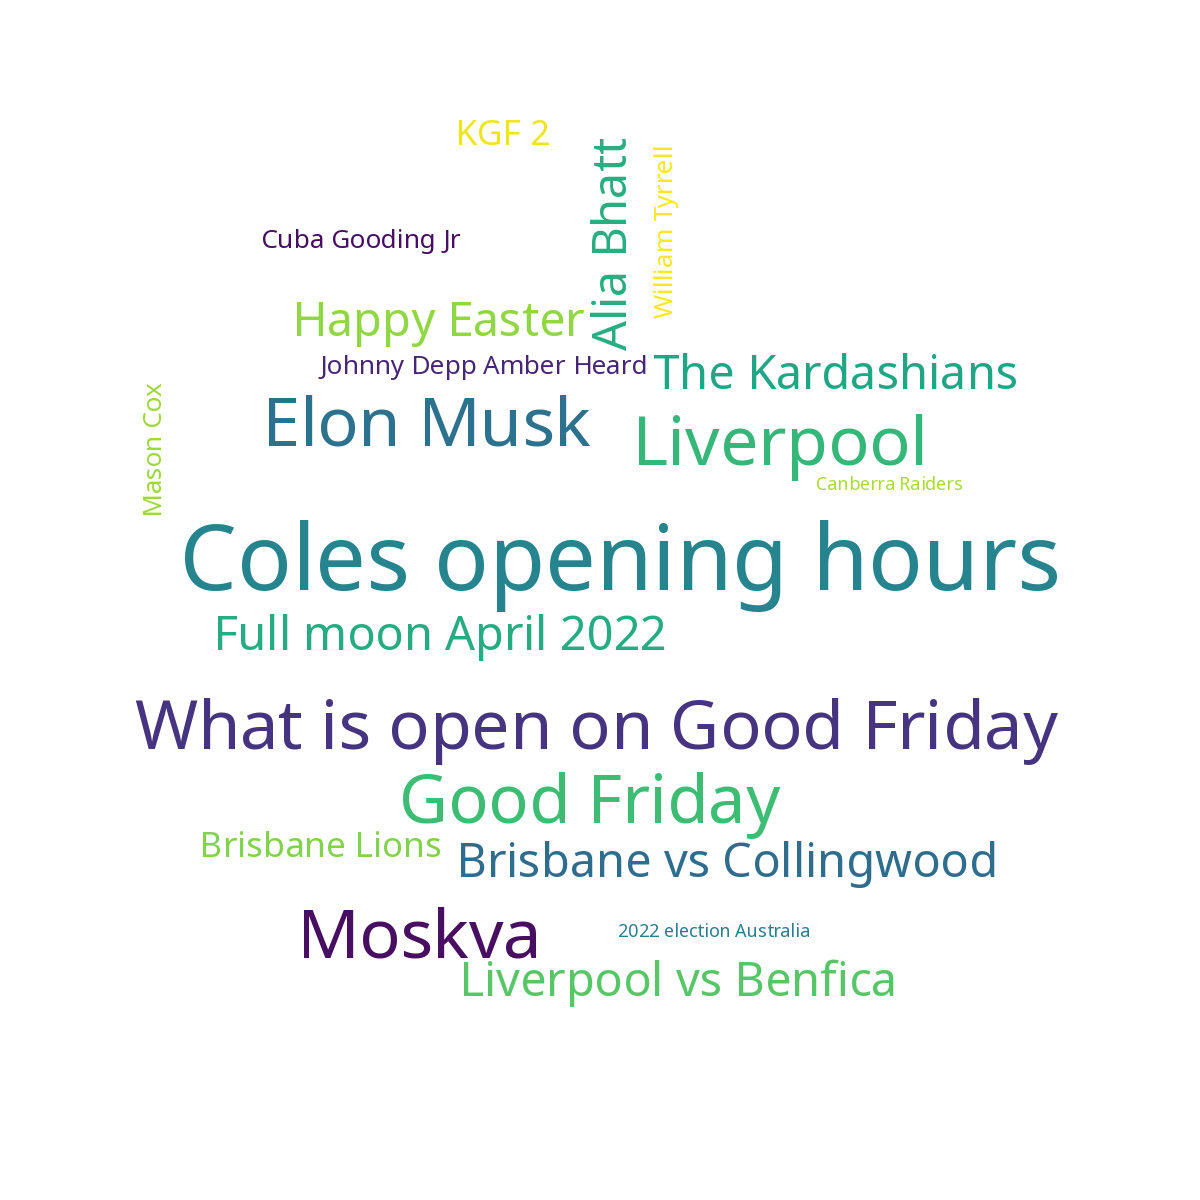 KGF 2
Alia Bhatt
William Tyrrell
Cuba Gooding Jr
Happy Easter
Johnny Depp Amber Heard
The Kardashians
Mason Cox
Elon Musk
Liverpool
Canberra Raiders
Coles opening hours
Full moon April 2022
What is open on Good Friday
Good Friday
Brisbane Lions
Brisbane vs Collingwood
Moskva
2022 election Australia
Liverpool vs Benfica